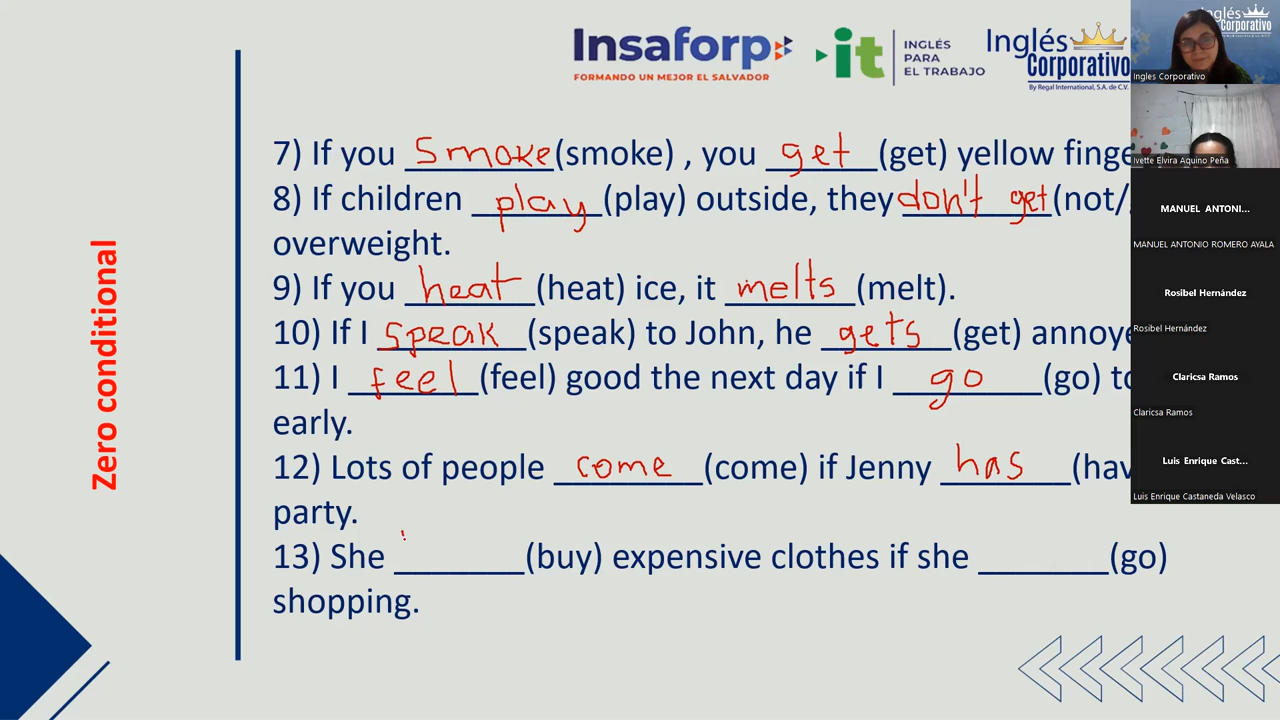 Insaforp
FORMANDO UN MEJOR EL SALVADOR
it
INGLÉS
PARA
EL TRABAJO
Inglés
Corporativo
By Regal International, S.A. de C.V.
Zero conditional
7) If you smoke (smoke) , you get (get) yellow finge
8) If children play (play) outside, they don't get (not/
overweight.
9) If you heat (heat) ice, it melts (melt).
10) If I speak (speak) to John, he gets (get) annoye
11) I feel (feel) good the next day if I go (go) to
early.
12) Lots of people come (come) if Jenny has (hav
party.
13) She ________ (buy) expensive clothes if she ________ (go)
shopping.
Inglés
Corporativo
Ingles Corporativo
Ivette Elvira Aquino Peña
MANUEL ANTONI...
MANUEL ANTONIO ROMERO AYALA
Rosibel Hernández
Rosibel Hernández
Claricsa Ramos
Claricsa Ramos
Luis Enrique Cast...
Luis Enrique Castaneda Velasco